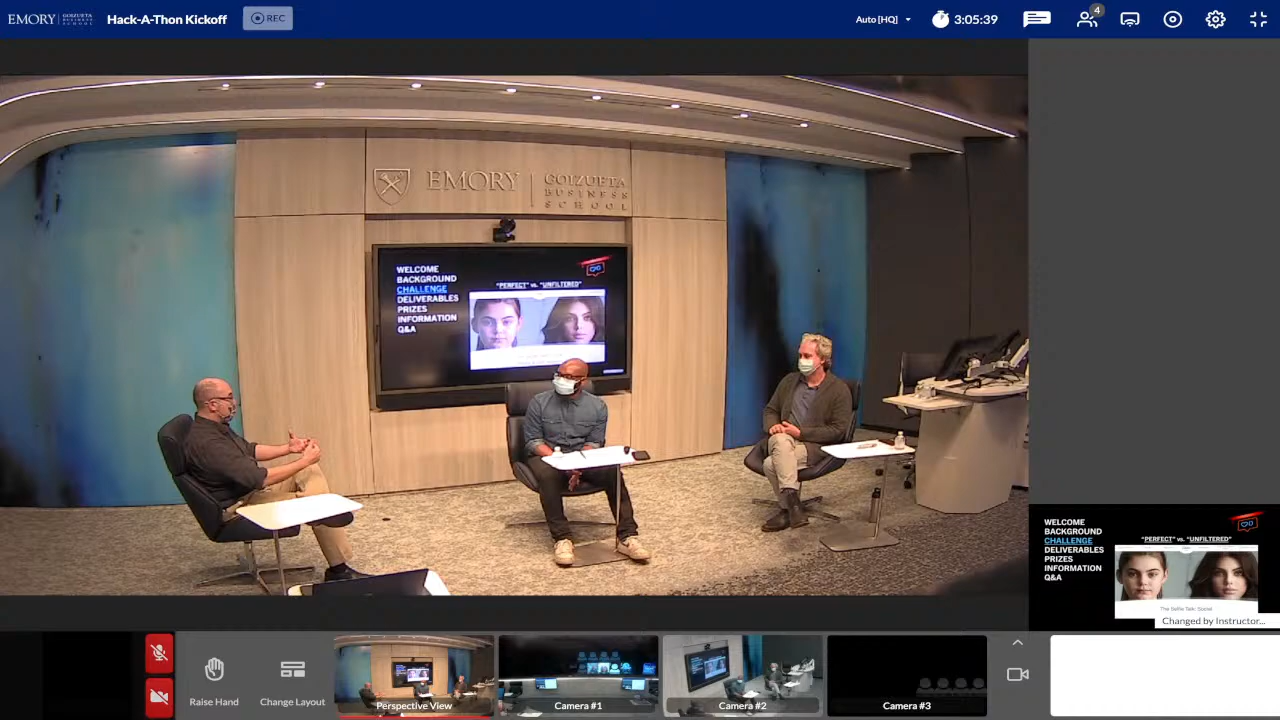 EMORY GOIZUETA BUSINESS SCHOOL
Hack-A-Thon Kickoff
REC
Auto [HQ]
3:05:39
4
EMORY
GOIZUETA
BUSINESS
SCHOOL
WELCOME
BACKGROUND
CHALLENGE
DELIVERABLES
PRIZES
INFORMATION
Q&A
"PERFECT" vs. "UNFILTERED"
WELCOME
BACKGROUND
CHALLENGE
DELIVERABLES
PRIZES
INFORMATION
Q&A
"PERFECT" vs. "UNFILTERED"
The Selfie Talk: Social
Changed by Instructor...
Raise Hand
Change Layout
Perspective View
Camera #1
Camera #2
Camera #3